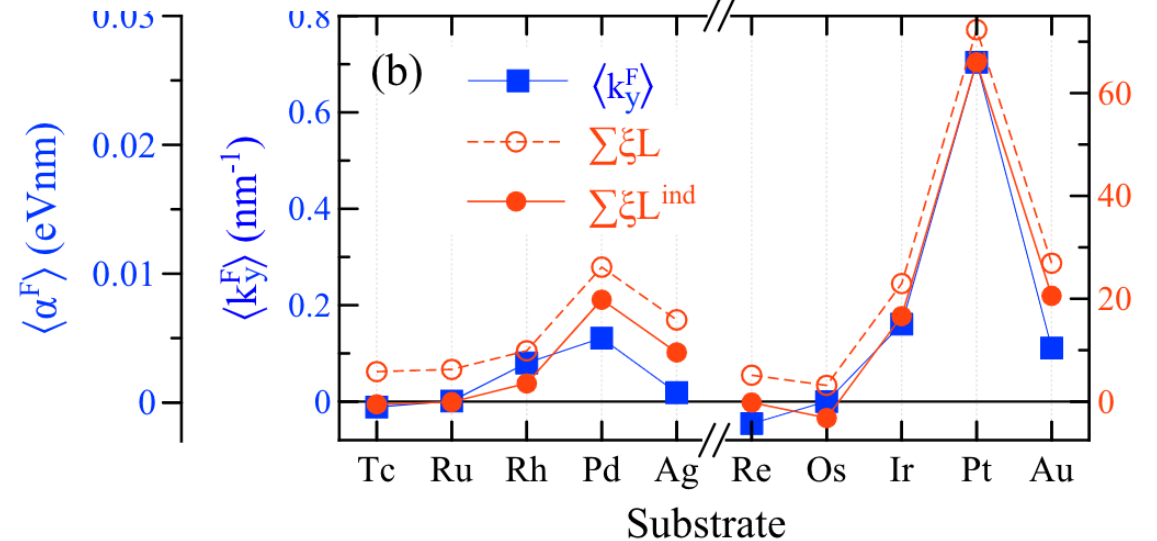 0.03
0.02
0.01
0
⟨α^F⟩ (eVnm)
0.8
0.6
0.4
0.2
0
⟨k_y^F⟩ (nm^-1)
(b)
⟨k_y^F⟩
∑ξL
∑ξL^ind
60
40
20
0
Tc Ru Rh Pd Ag Re Os Ir Pt Au
Substrate